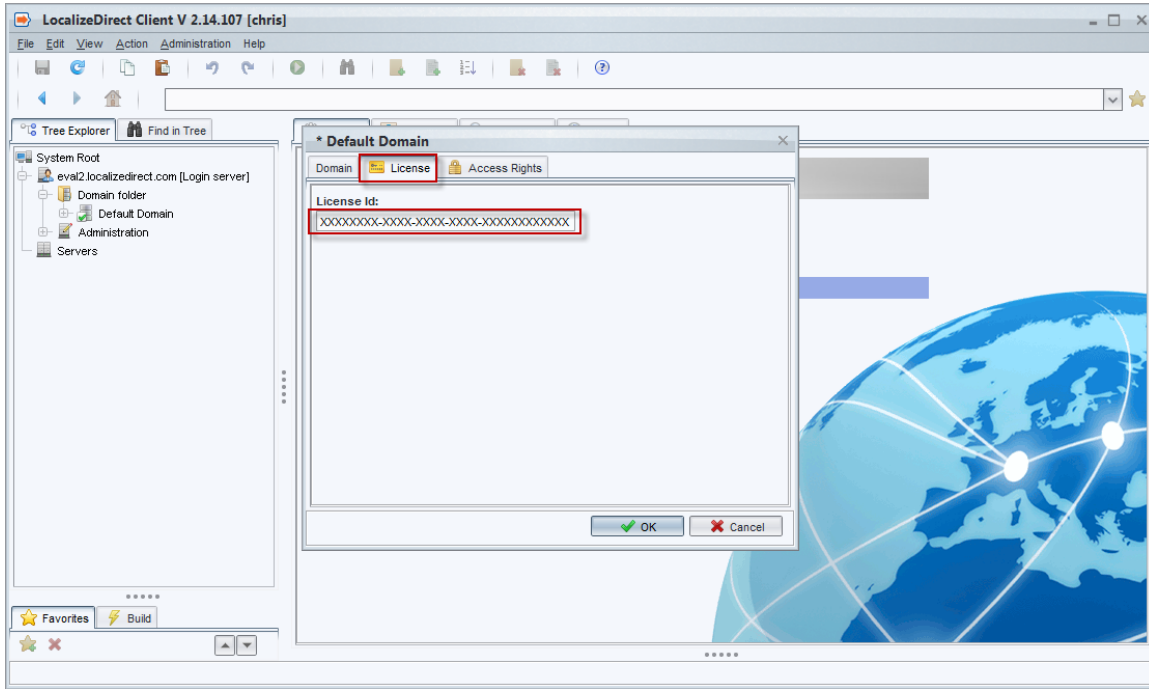 LocalizeDirect Client V 2.14.107 [chris]
File Edit View Action Administration Help
Tree Explorer Find in Tree
System Root
eval2.localizedirect.com [Login server]
Domain folder
Default Domain
Administration
Servers
* Default Domain
Domain License Access Rights
License Id:
XXXXXXXX-XXXX-XXXX-XXXX-XXXXXXXXXXXX
OK Cancel
Favorites Build